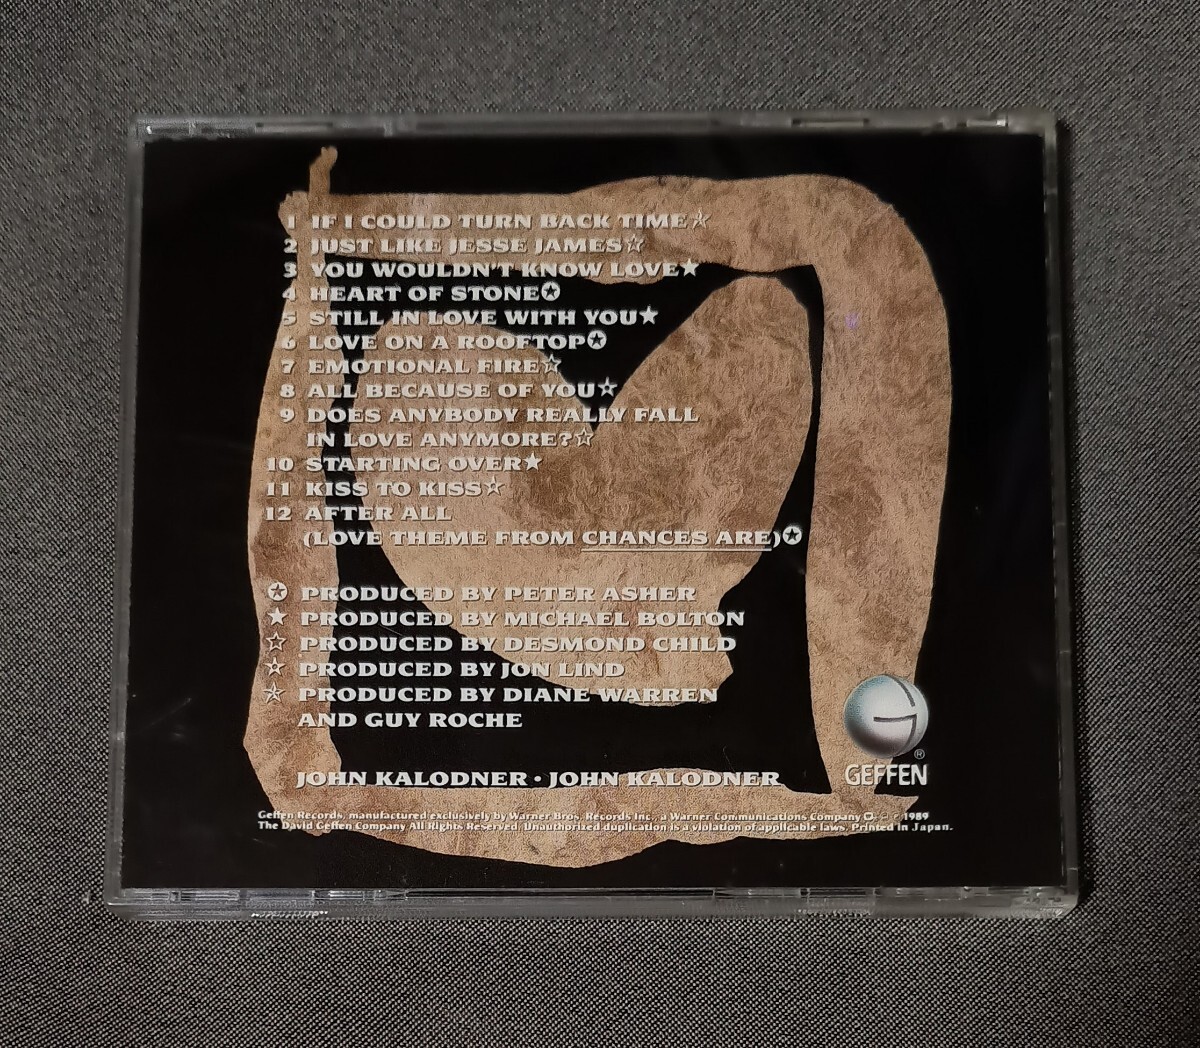 1 IF I COULD TURN BACK TIME☆
2 JUST LIKE JESSE JAMES☆
3 YOU WOULDN'T KNOW LOVE★
4 HEART OF STONE✪
5 STILL IN LOVE WITH YOU★
6 LOVE ON A ROOFTOP✪
7 EMOTIONAL FIRE☆
8 ALL BECAUSE OF YOU☆
9 DOES ANYBODY REALLY FALL
IN LOVE ANYMORE?☆
10 STARTING OVER★
11 KISS TO KISS☆
12 AFTER ALL
(LOVE THEME FROM CHANCES ARE)✪
✪ PRODUCED BY PETER ASHER
★ PRODUCED BY MICHAEL BOLTON
☆ PRODUCED BY DESMOND CHILD
☆ PRODUCED BY JON LIND
☆ PRODUCED BY DIANE WARREN
AND GUY ROCHE
JOHN KALODNER • JOHN KALODNER
G
®
GEFFEN
Geffen Records, manufactured exclusively by Warner Bros. Records Inc., a Warner Communications Company 1989
The David Geffen Company All Rights Reserved. Unauthorized duplication is a violation of applicable laws. Printed in Japan.